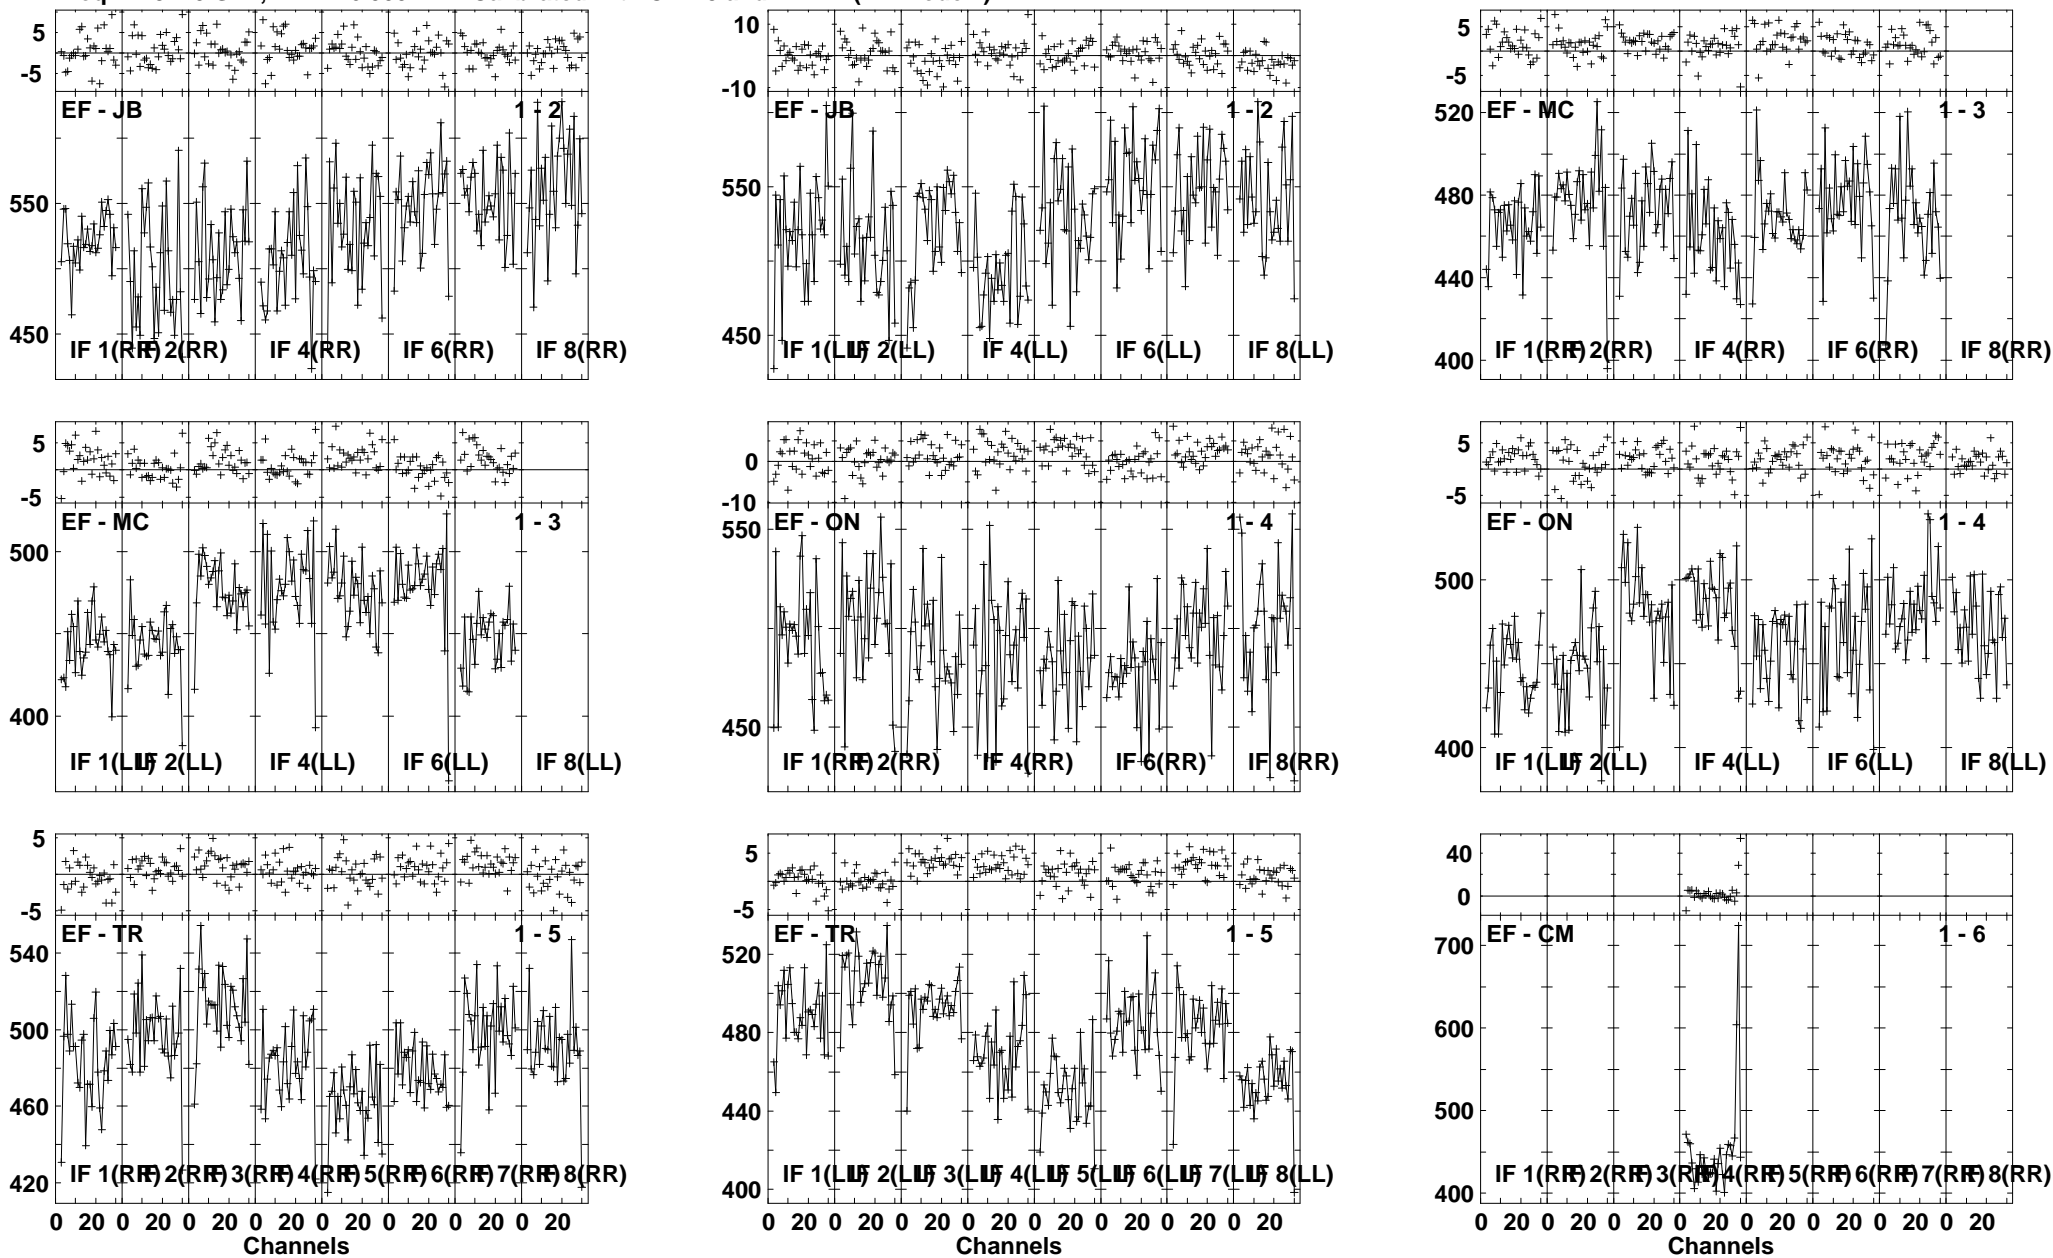 5
-5
EF - JB
1 - 2
550
450
IF 1(RR)
IF 2(RR)
IF 4(RR)
IF 6(RR)
IF 8(RR)
10
-10
EF - JB
1 - 2
550
450
IF 1(LL)
IF 2(LL)
IF 4(LL)
IF 6(LL)
IF 8(LL)
5
-5
520
EF - MC
1 - 3
480
440
400
IF 1(RR)
IF 2(RR)
IF 4(RR)
IF 6(RR)
IF 8(RR)
5
-5
EF - MC
1 - 3
500
400
IF 1(LL)
IF 2(LL)
IF 4(LL)
IF 6(LL)
IF 8(LL)
0
-10
EF - ON
1 - 4
550
450
IF 1(RR)
IF 2(RR)
IF 4(RR)
IF 6(RR)
IF 8(RR)
5
-5
EF - ON
1 - 4
500
400
IF 1(LL)
IF 2(LL)
IF 4(LL)
IF 6(LL)
IF 8(LL)
5
-5
EF - TR
1 - 5
540
500
460
420
IF 1(RR)
IF 2(RR)
IF 3(RR)
IF 4(RR)
IF 5(RR)
IF 6(RR)
IF 7(RR)
IF 8(RR)
0 20 0 20 0 20 0 20 0 20 0 20 0 20 0 20
Channels
5
-5
EF - TR
1 - 5
520
480
440
400
IF 1(LL)
IF 2(LL)
IF 3(LL)
IF 4(LL)
IF 5(LL)
IF 6(LL)
IF 7(LL)
IF 8(LL)
0 20 0 20 0 20 0 20 0 20 0 20 0 20 0 20
Channels
40
0
EF - CM
1 - 6
700
600
500
400
IF 1(RR)
IF 2(RR)
IF 3(RR)
IF 4(RR)
IF 5(RR)
IF 6(RR)
IF 7(RR)
IF 8(RR)
0 20 0 20 0 20 0 20 0 20 0 20 0 20 0 20
Channels